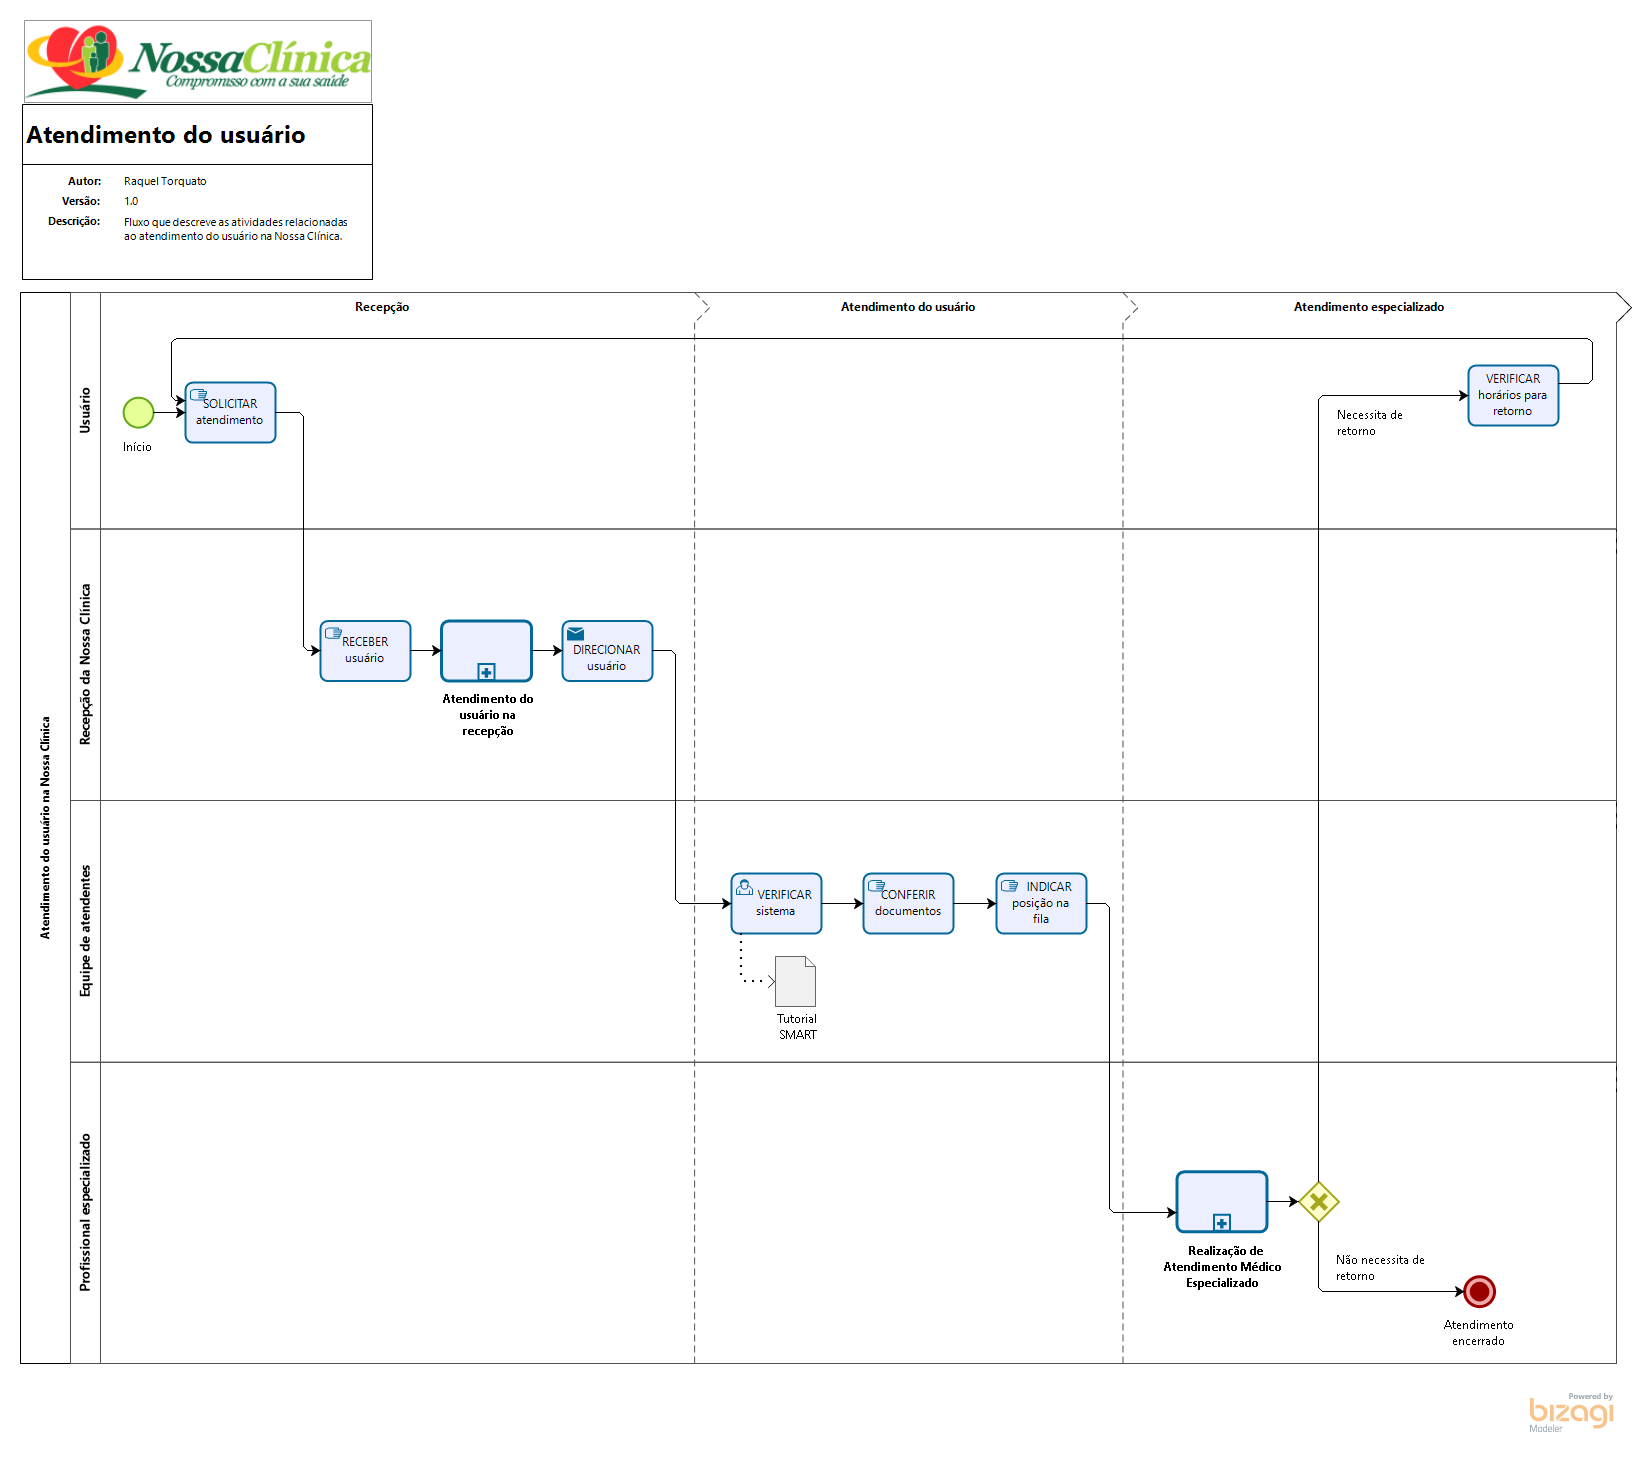 NossaClínica
Compromisso com a sua saúde
Atendimento do usuário
Autor: Raquel Torquato
Versão: 1.0
Descrição: Fluxo que descreve as atividades relacionadas
ao atendimento do usuário na Nossa Clínica.
Atendimento do usuário na Nossa Clínica
Recepção
Atendimento do usuário
Atendimento especializado
Usuário
Início
SOLICITAR
atendimento
Necessita de
retorno
VERIFICAR
horários para
retorno
Recepção da Nossa Clínica
RECEBER
usuário
Atendimento do
usuário na
recepção
DIRECIONAR
usuário
Equipe de atendentes
VERIFICAR
sistema
Tutorial
SMART
CONFERIR
documentos
INDICAR
posição na
fila
Profissional especializado
Realização de
Atendimento Médico
Especializado
Não necessita de
retorno
Atendimento
encerrado
Powered by
bizagi
Modeler